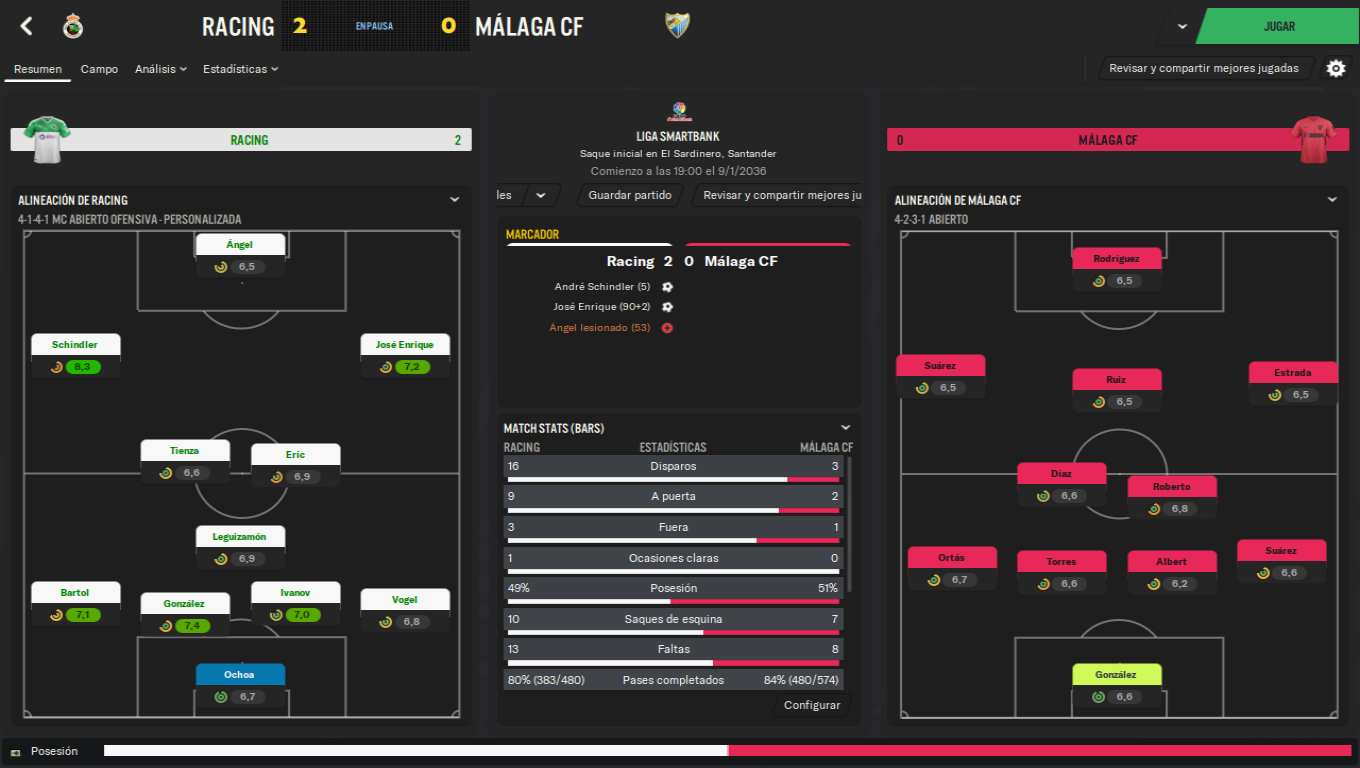 RACING 2 EN PAUSA 0 MÁLAGA CF
JUGAR
Resumen Campo Análisis Estadísticas
Revisar y compartir mejores jugadas
RACING 2
LIGA SMARTBANK
Saque inicial en El Sardinero, Santander
Comienzo a las 19:00 el 9/1/2036
les Guardar partido Revisar y compartir mejores ju
0 MÁLAGA CF
ALINEACIÓN DE RACING
4-1-4-1 MC ABIERTO OFENSIVA - PERSONALIZADA
Ángel
6,5
Schindler
8,3
José Enrique
7,2
Tienza
6,6
Eric
6,9
Leguizamón
6,9
Bartol
7,1
González
7,4
Ivanov
7,0
Vogel
6,8
Ochoa
6,7
MARCADOR
Racing 2 0 Málaga CF
André Schindler (5)
José Enrique (90+2)
Ángel lesionado (53)
MATCH STATS (BARS)
RACING ESTADÍSTICAS MÁLAGA CF
16 Disparos 3
9 A puerta 2
3 Fuera 1
1 Ocasiones claras 0
49% Posesión 51%
10 Saques de esquina 7
13 Faltas 8
80% (383/480) Pases completados 84% (480/574)
Configurar
ALINEACIÓN DE MÁLAGA CF
4-2-3-1 ABIERTO
Rodríguez
6,5
Suárez
6,5
Ruiz
6,5
Estrada
6,5
Díaz
6,6
Roberto
6,8
Ortás
6,7
Torres
6,6
Albert
6,2
Suárez
6,6
González
6,6
Posesión